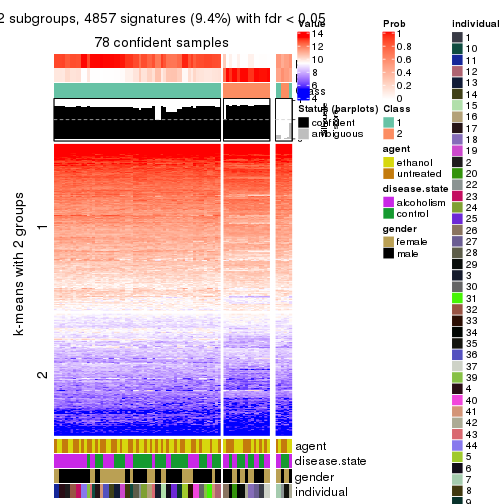 2 subgroups, 4857 signatures (9.4%) with fdr < 0.05
78 confident samples
k-means with 2 groups
1
2
agent
disease.state
gender
individual
Value
14
12
10
8
6
4
Status (barplots)
confident
ambiguous
Prob
1
0.8
0.6
0.4
0.2
0
Class
1
2
agent
ethanol
untreated
disease.state
alcoholism
control
gender
female
male
individual
1
10
11
12
13
14
15
16
17
18
19
2
20
22
23
24
25
26
27
28
29
3
30
31
32
33
34
35
36
37
39
4
40
41
42
43
44
5
6
7
8
9